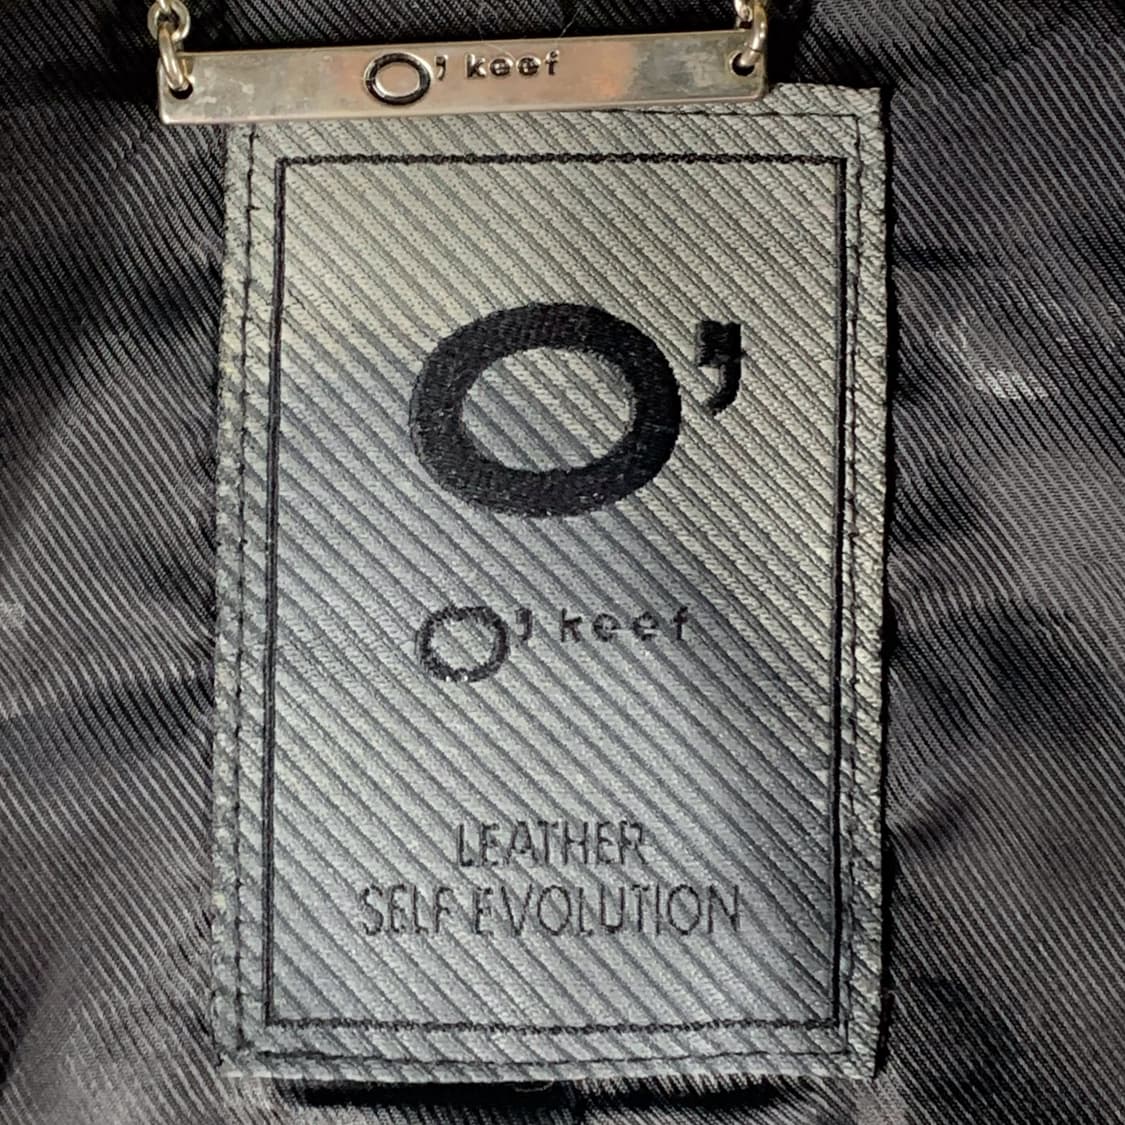 O' keef
O'
O' keef
LEATHER
SELF EVOLUTION